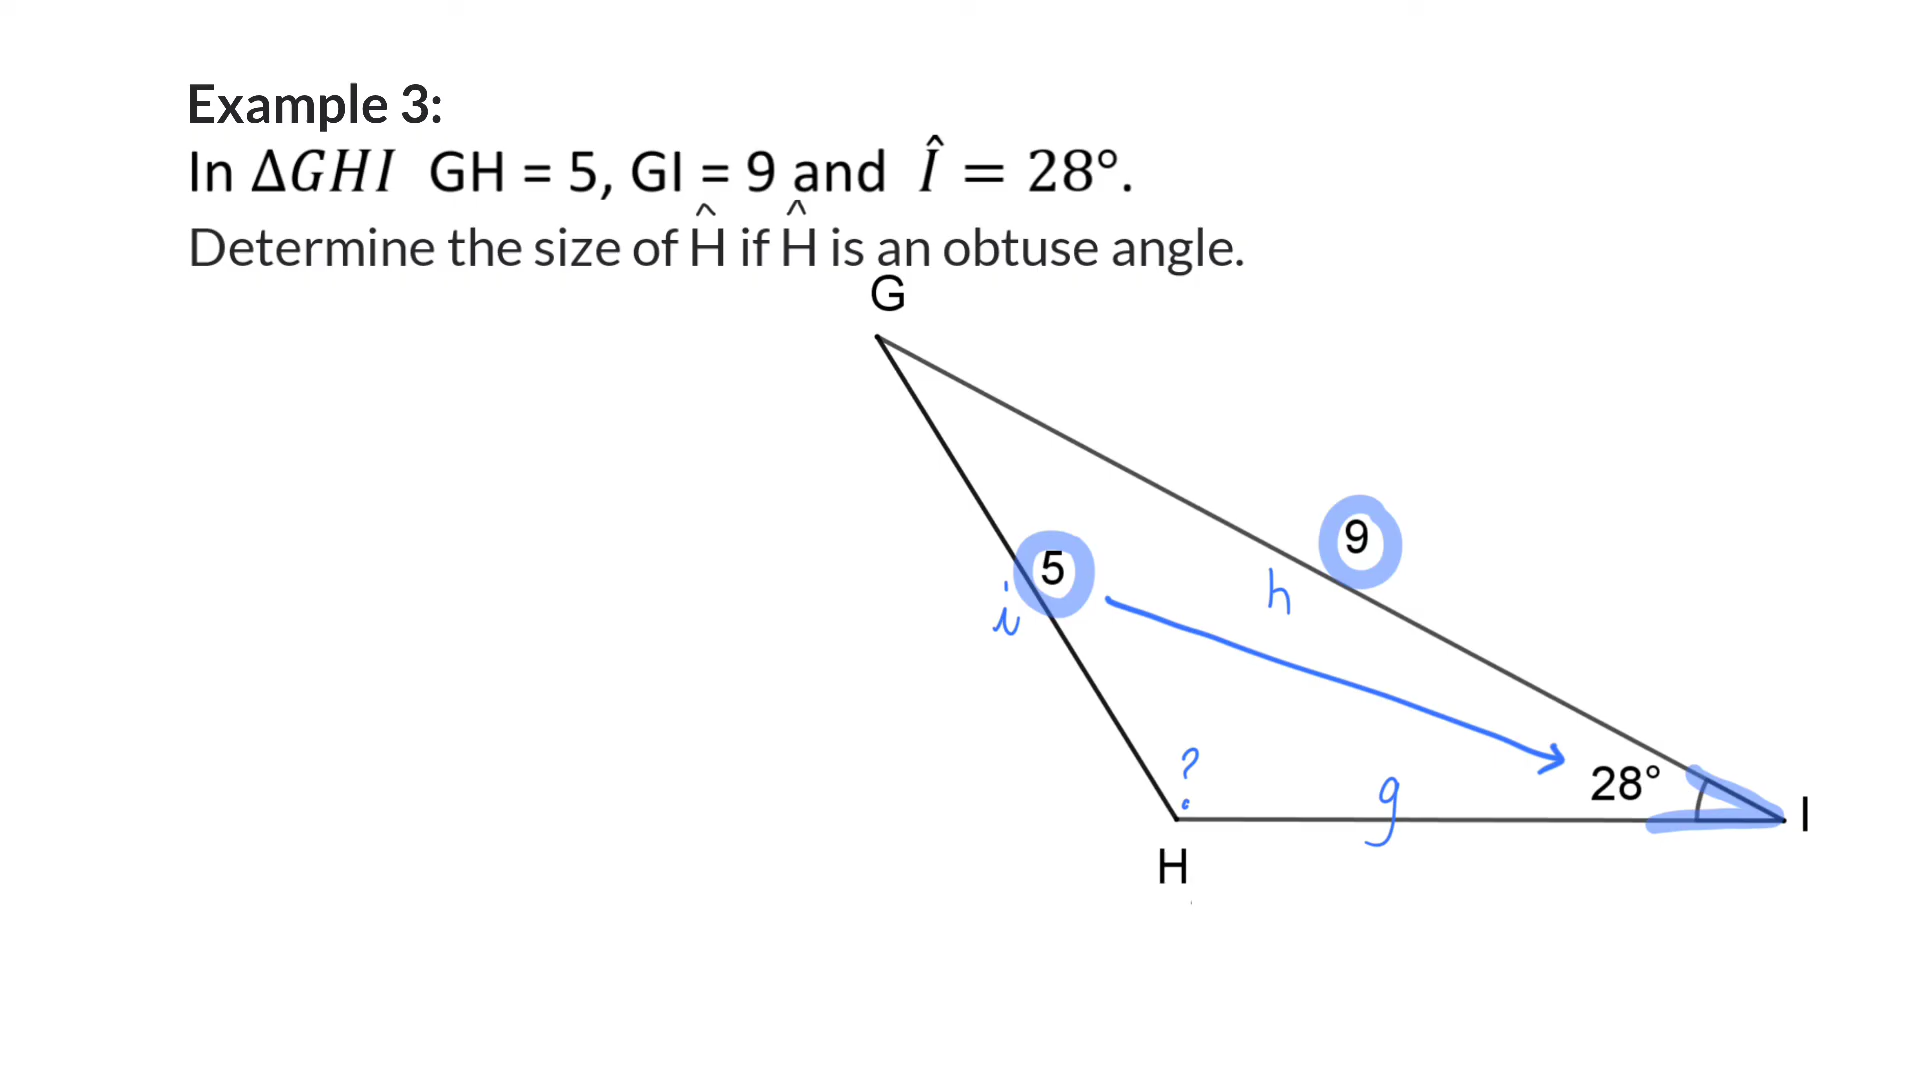 Example 3:
In Δ𝐺𝐻𝐼 GH = 5, GI = 9 and 𝐼̂ = 28°.
Determine the size of Ĥ if Ĥ is an obtuse angle.
G
9
5
h
i
?
28°
g
I
H